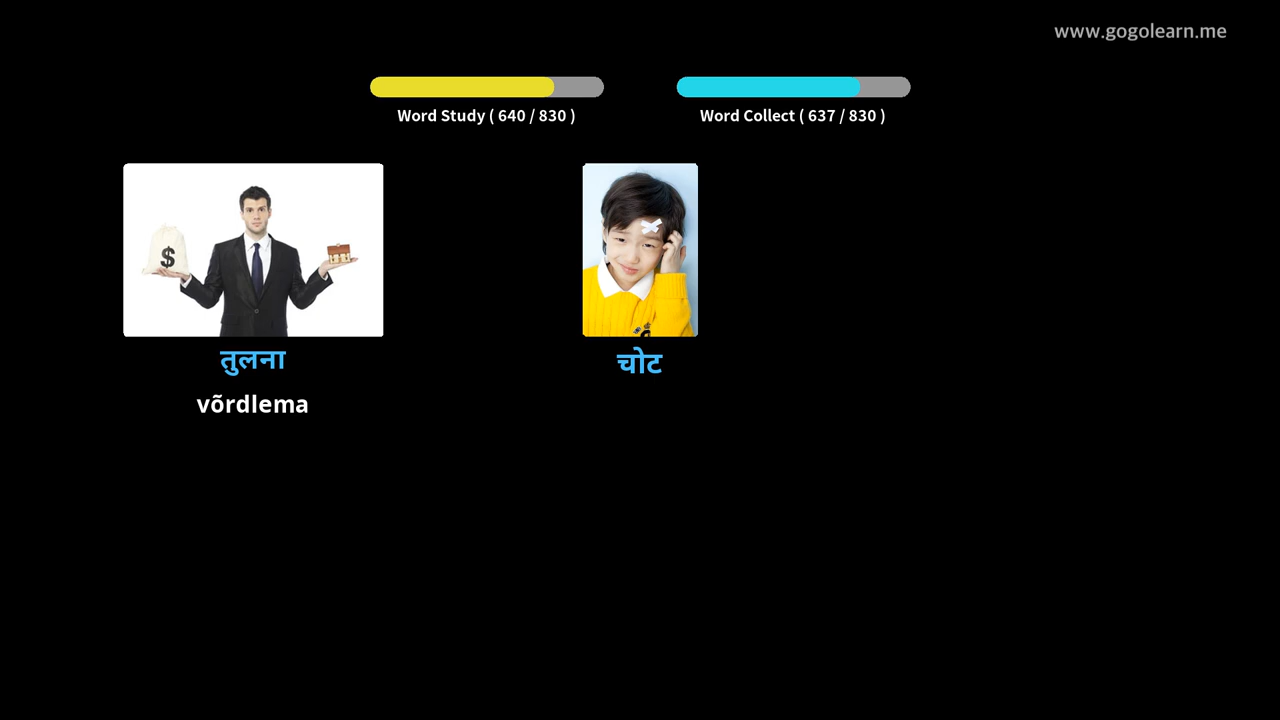 www.gogolearn.me
Word Study ( 640 / 830 )
Word Collect ( 637 / 830 )
$
तुलना
चोट
võrdlema